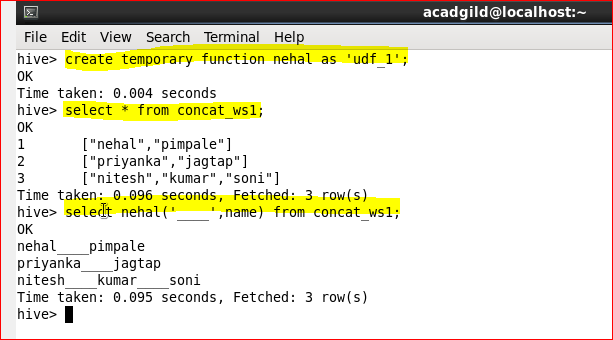 acadgild@localhost:~
File Edit View Search Terminal Help
hive> create temporary function nehal as 'udf_1';
OK
Time taken: 0.004 seconds
hive> select * from concat_ws1;
OK
1 ["nehal","pimpale"]
2 ["priyanka","jagtap"]
3 ["nitesh","kumar","soni"]
Time taken: 0.096 seconds, Fetched: 3 row(s)
hive> select nehal('____',name) from concat_ws1;
OK
nehal____pimpale
priyanka____jagtap
nitesh____kumar____soni
Time taken: 0.095 seconds, Fetched: 3 row(s)
hive>